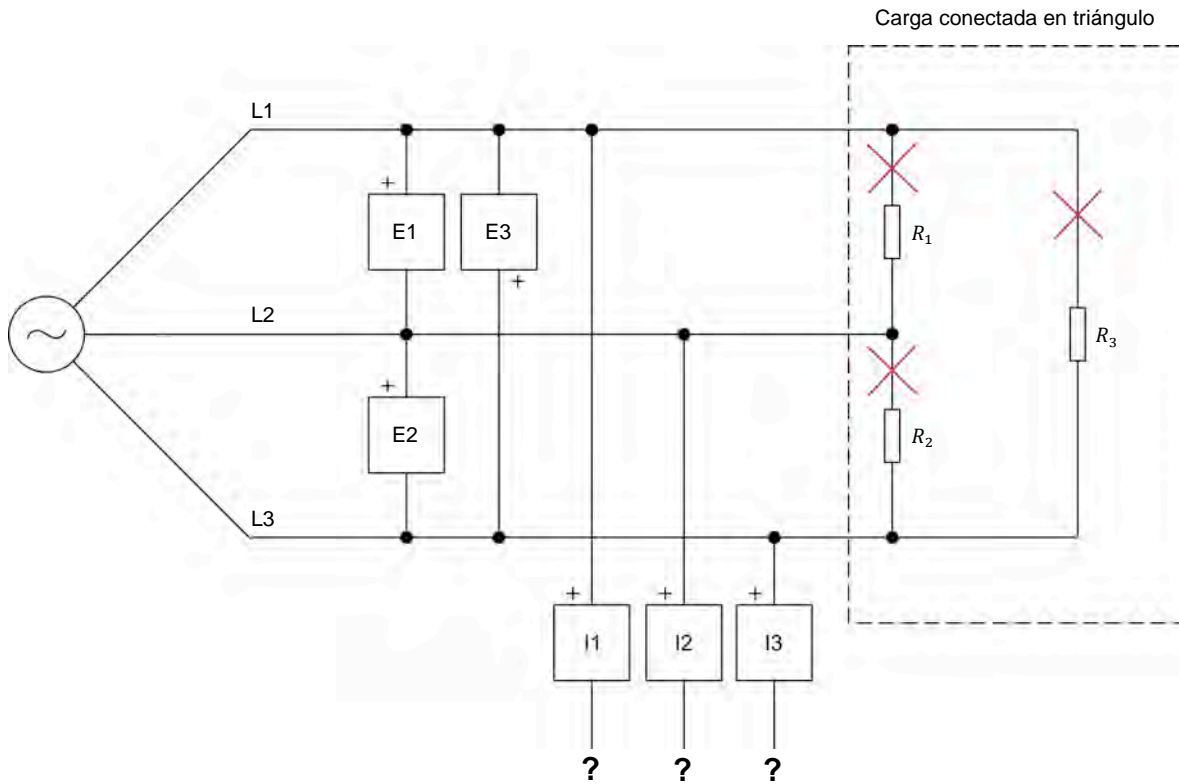 Carga conectada en triángulo
L1
+
E1
E3
+
R₁
L2
R₃
+
E2
R₂
L3
+
+
+
I1
I2
I3
?
?
?